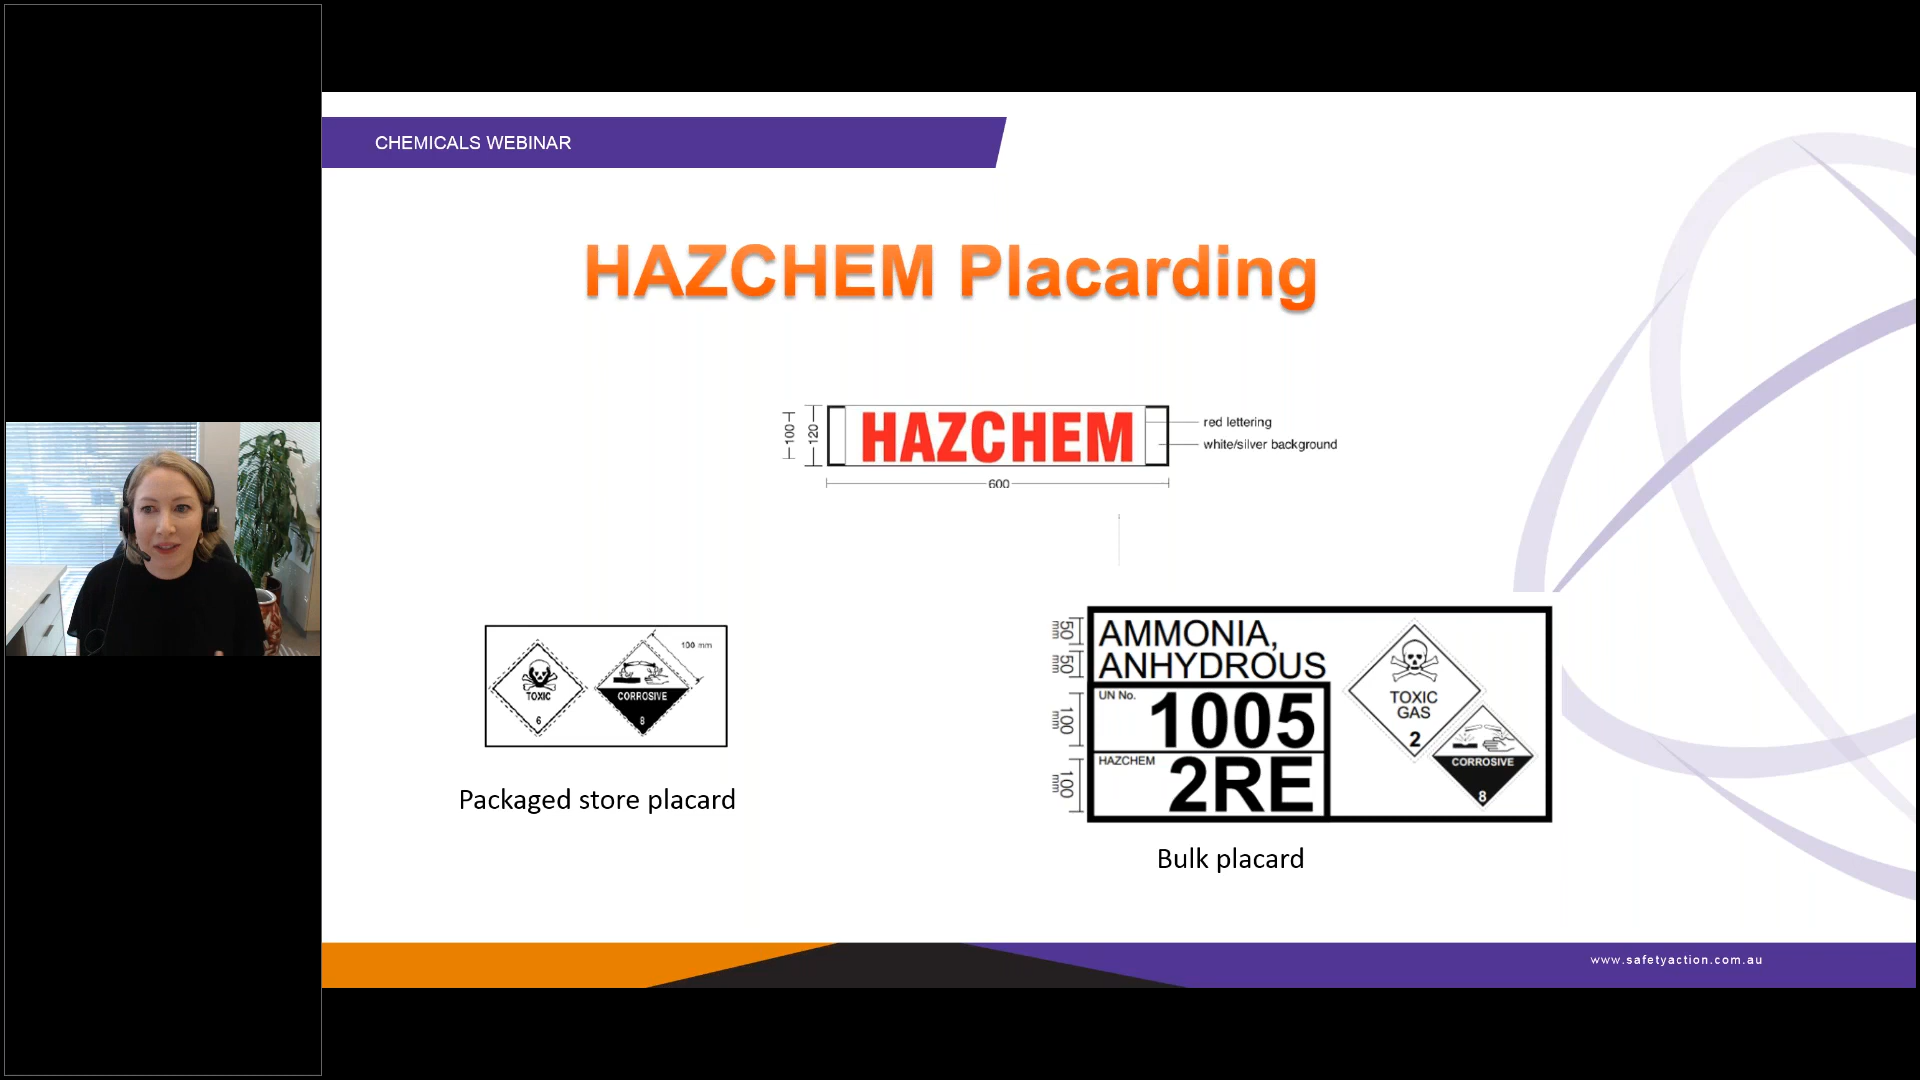 CHEMICALS WEBINAR
HAZCHEM Placarding
100
120
HAZCHEM
red lettering
white/silver background
600
TOXIC
6
CORROSIVE
8
100 mm
Packaged store placard
50 mm
50 mm
100 mm
100 mm
AMMONIA,
ANHYDROUS
UN No.
1005
HAZCHEM
2RE
TOXIC
GAS
2
CORROSIVE
8
Bulk placard
www.safetyaction.com.au